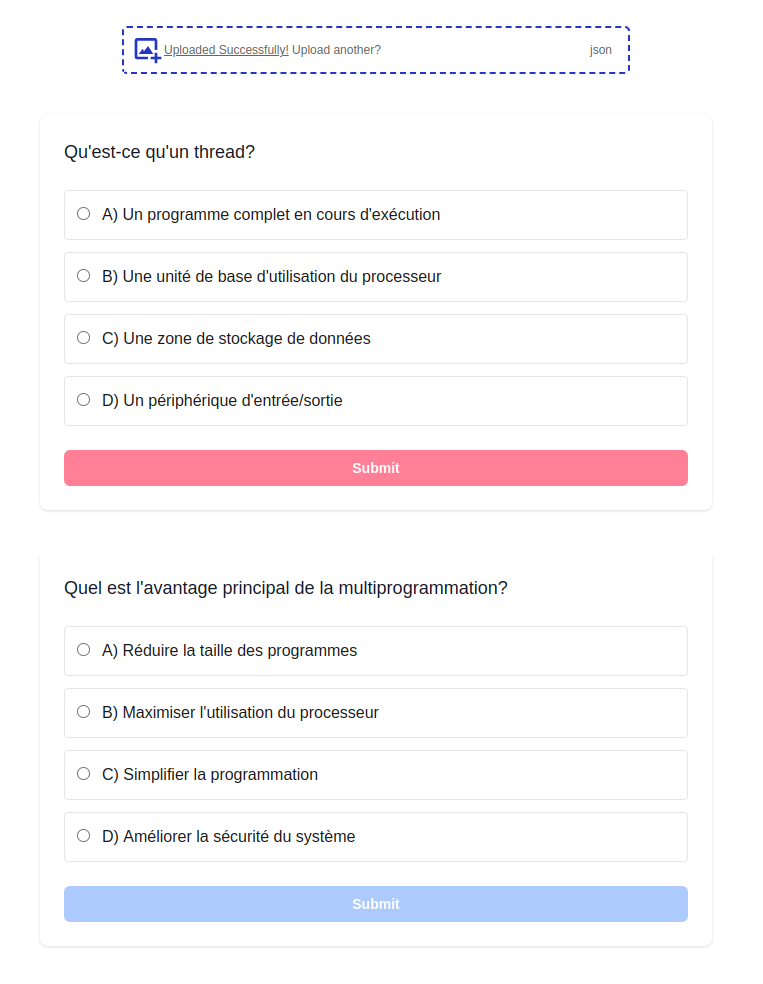 Uploaded Successfully! Upload another? json
Qu'est-ce qu'un thread?
A) Un programme complet en cours d'exécution
B) Une unité de base d'utilisation du processeur
C) Une zone de stockage de données
D) Un périphérique d'entrée/sortie
Submit
Quel est l'avantage principal de la multiprogrammation?
A) Réduire la taille des programmes
B) Maximiser l'utilisation du processeur
C) Simplifier la programmation
D) Améliorer la sécurité du système
Submit